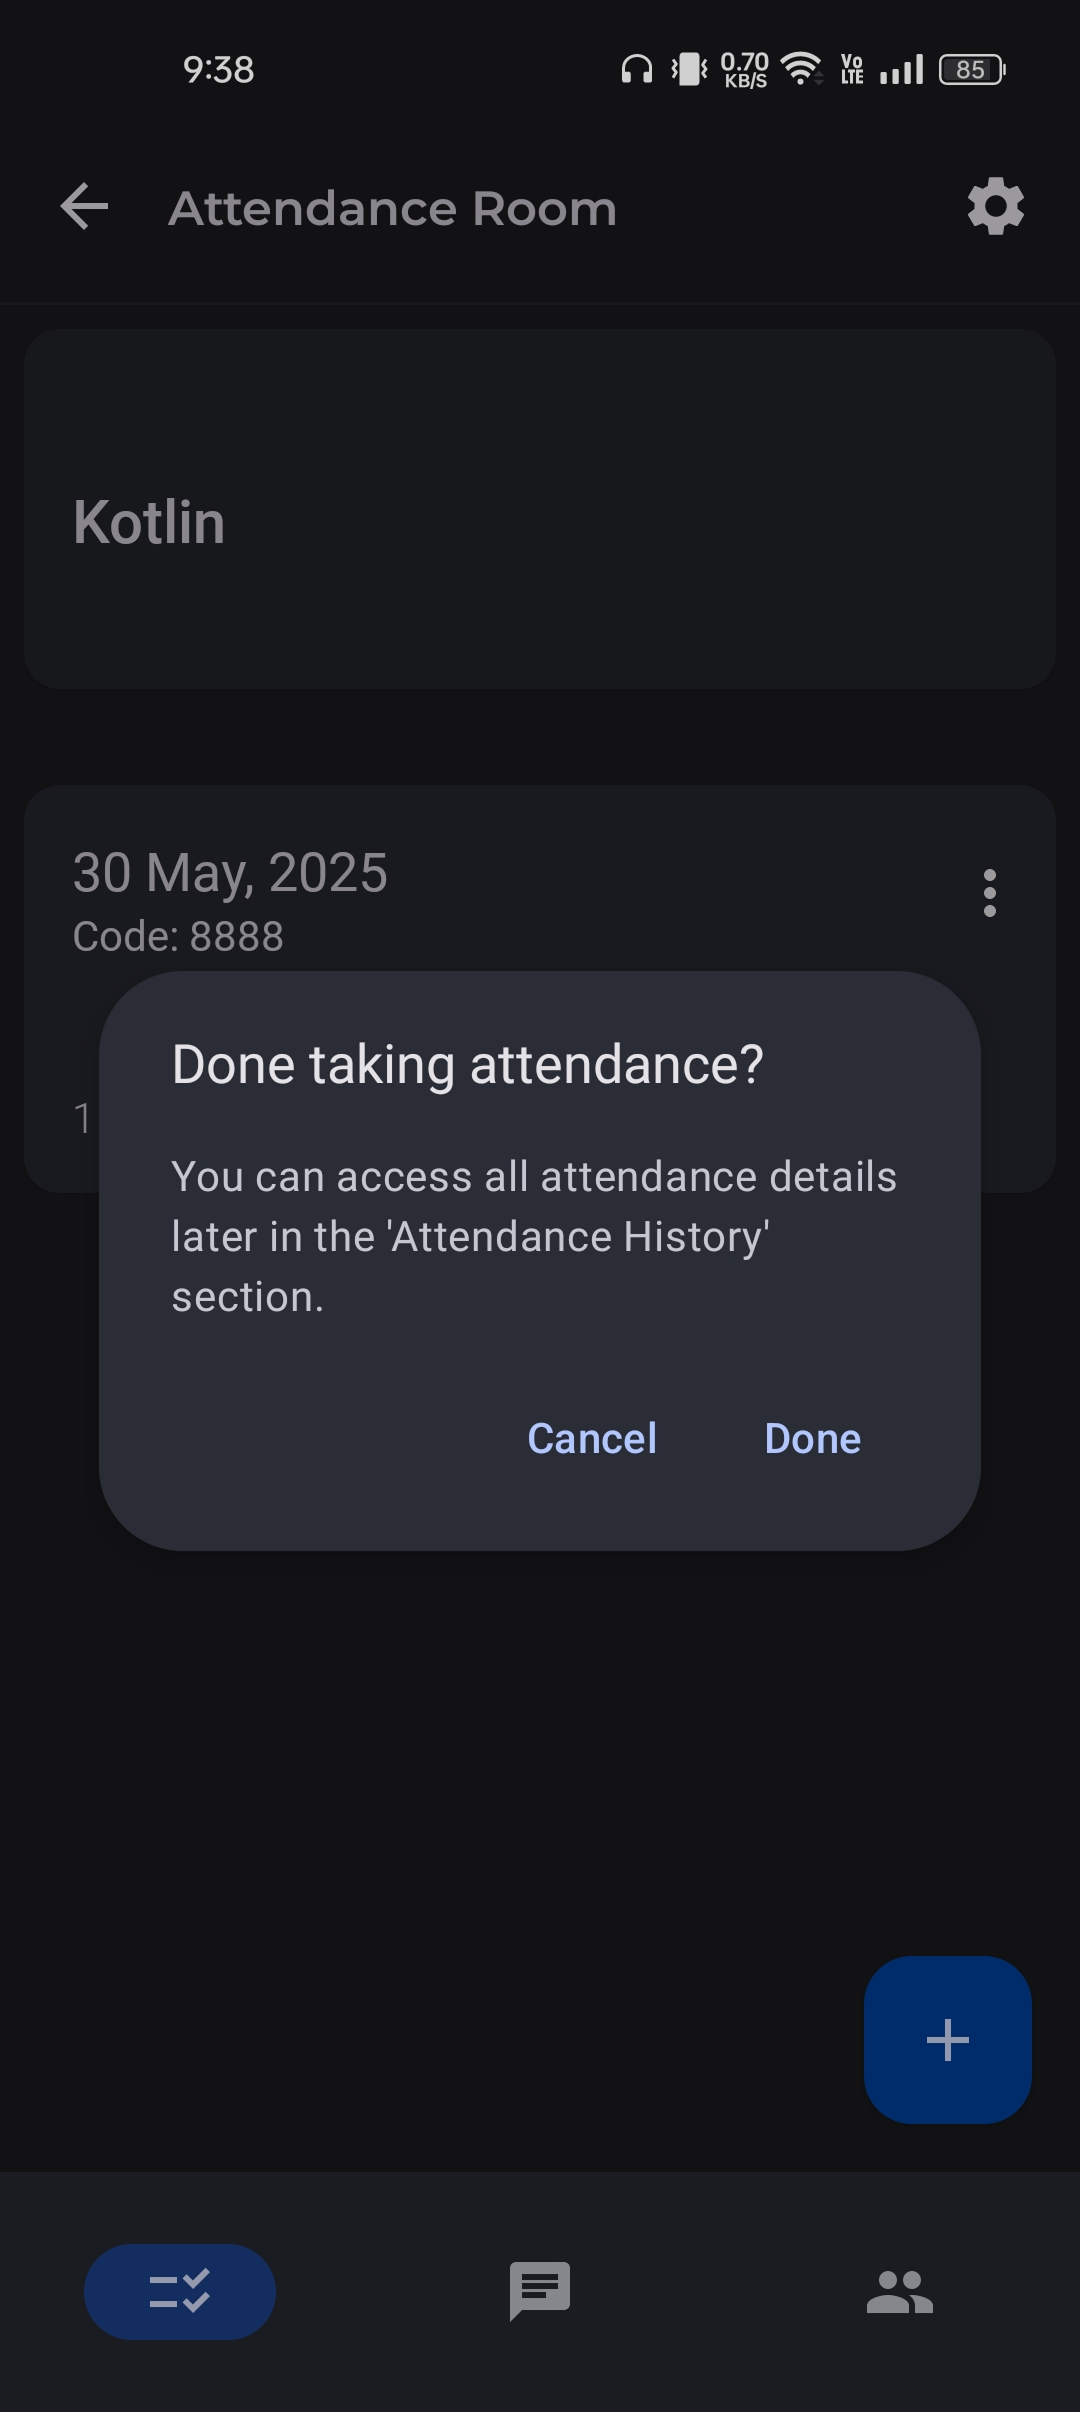 9:38
0.70
KB/S
Vo
LTE
85
Attendance Room
Kotlin
30 May, 2025
Code: 8888
1
Done taking attendance?
You can access all attendance details
later in the 'Attendance History'
section.
Cancel
Done